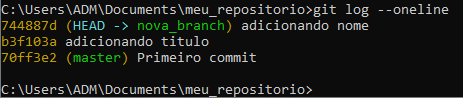 C:\Users\ADM\Documents\meu_repositorio>git log --oneline
744887d (HEAD -> nova_branch) adicionando nome
b3f103a adicionando titulo
70ff3e2 (master) Primeiro commit
C:\Users\ADM\Documents\meu_repositorio>